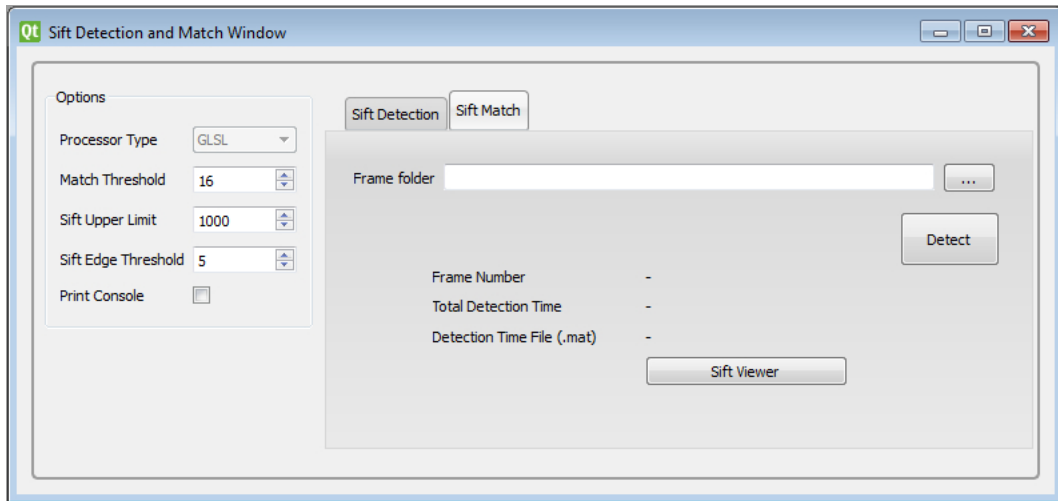 Qt Sift Detection and Match Window
Options
Processor Type GLSL
Match Threshold 16
Sift Upper Limit 1000
Sift Edge Threshold 5
Print Console
Sift Detection Sift Match
Frame folder ...
Detect
Frame Number -
Total Detection Time -
Detection Time File (.mat) -
Sift Viewer